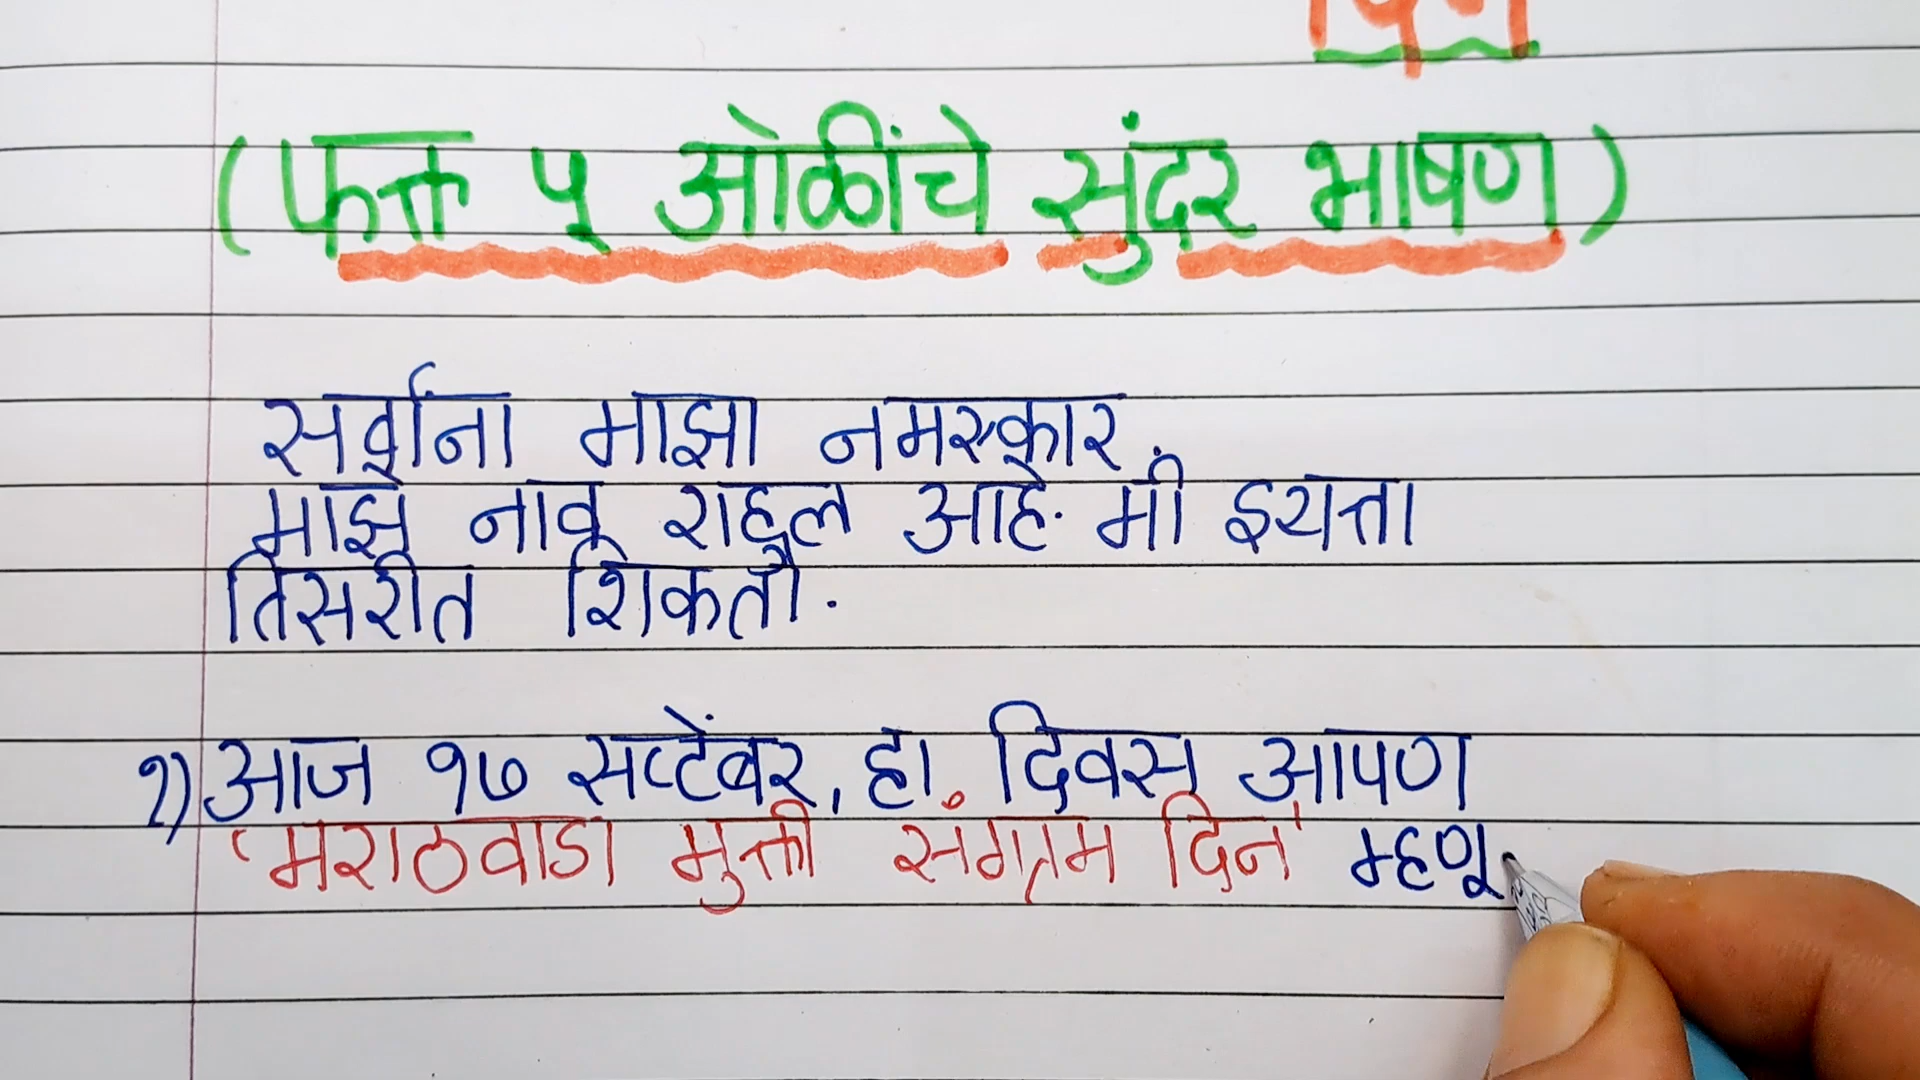 दिन
(फक्त ५ ओळींचे सुंदर भाषण)
सर्वांना माझा नमस्कार.
माझे नाव राहुल आहे. मी इयत्ता
तिसरीत शिकतो.
१) आज १७ सप्टेंबर, हा दिवस आपण
'मराठवाडा मुक्ती संग्राम दिन' म्हणू